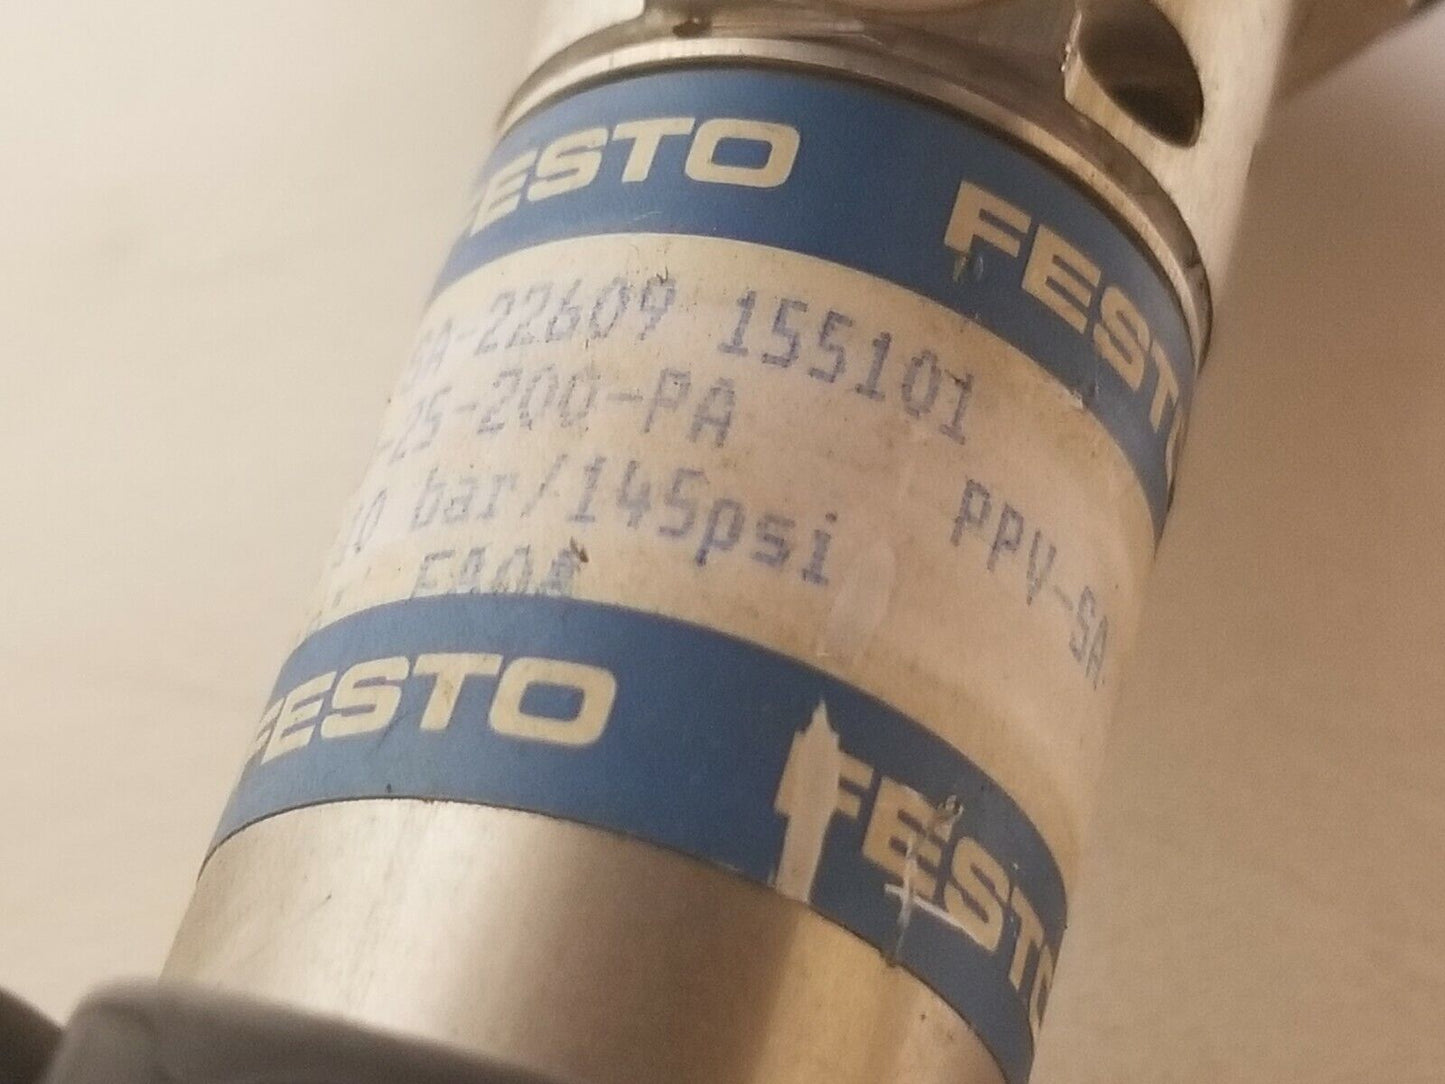 FESTO FESTO
SA-22609 155101
-25-200-PA
10 bar/145psi PPV-SA
FESTO FESTO